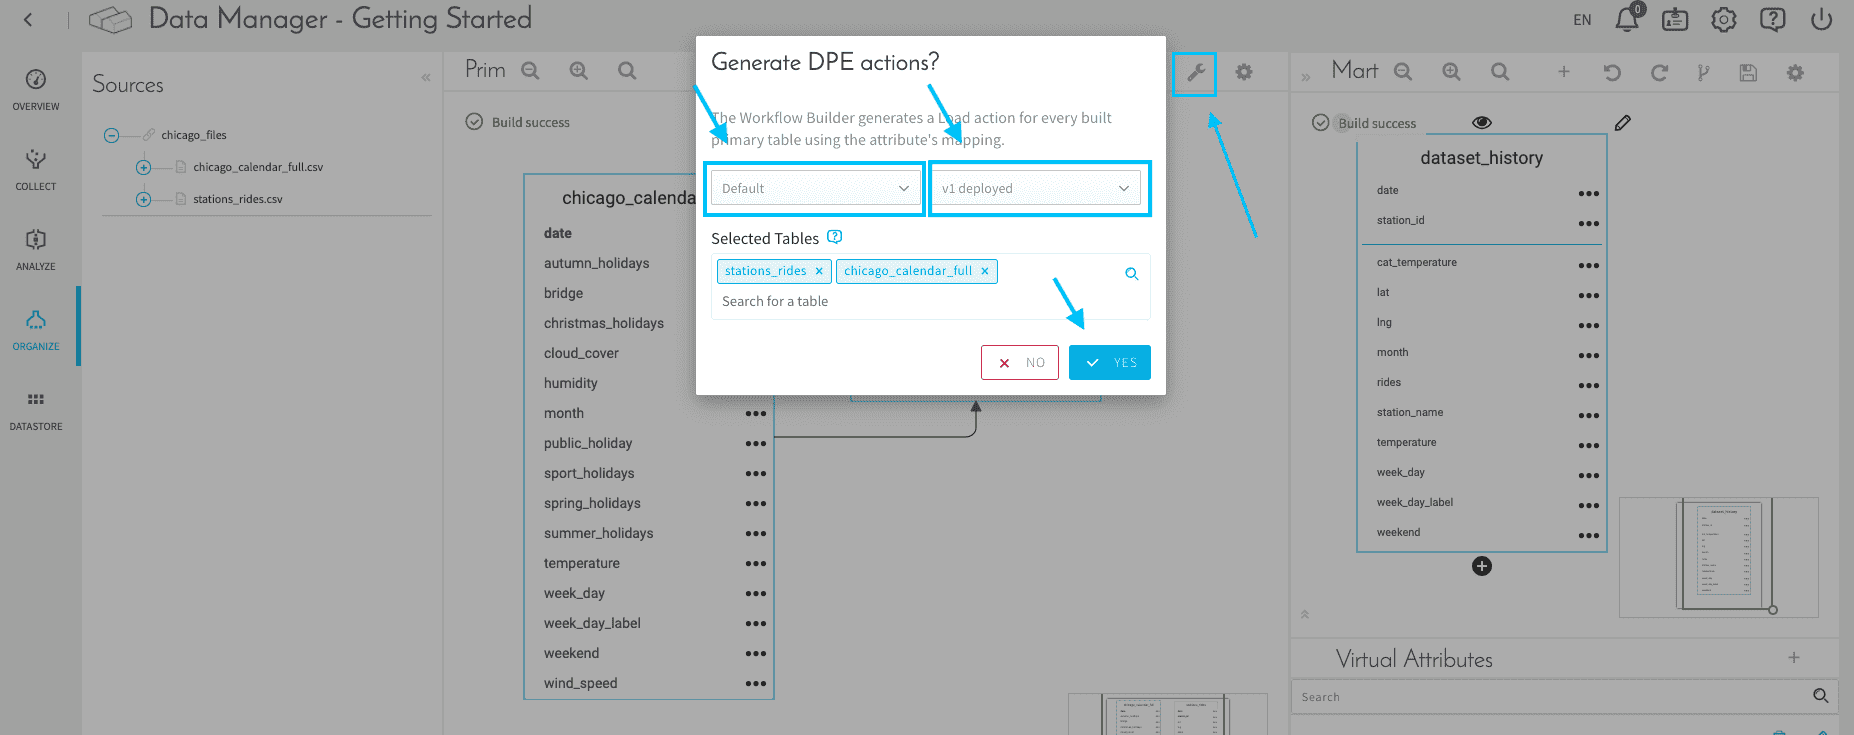 Data Manager - Getting Started
EN
0
OVERVIEW
COLLECT
ANALYZE
ORGANIZE
DATASTORE
Sources
chicago_files
chicago_calendar_full.csv
stations_rides.csv
Prim
Build success
chicago_calenda
date
autumn_holidays
bridge
christmas_holidays
cloud_cover
humidity
month
public_holiday
sport_holidays
spring_holidays
summer_holidays
temperature
week_day
week_day_label
weekend
wind_speed
Generate DPE actions?
The Workflow Builder generates a Load action for every built
primary table using the attribute's mapping.
Default
v1 deployed
Selected Tables
stations_rides
chicago_calendar_full
Search for a table
NO
YES
Mart
Build success
dataset_history
date
station_id
cat_temperature
lat
lng
month
rides
station_name
temperature
week_day
week_day_label
weekend
Virtual Attributes
Search